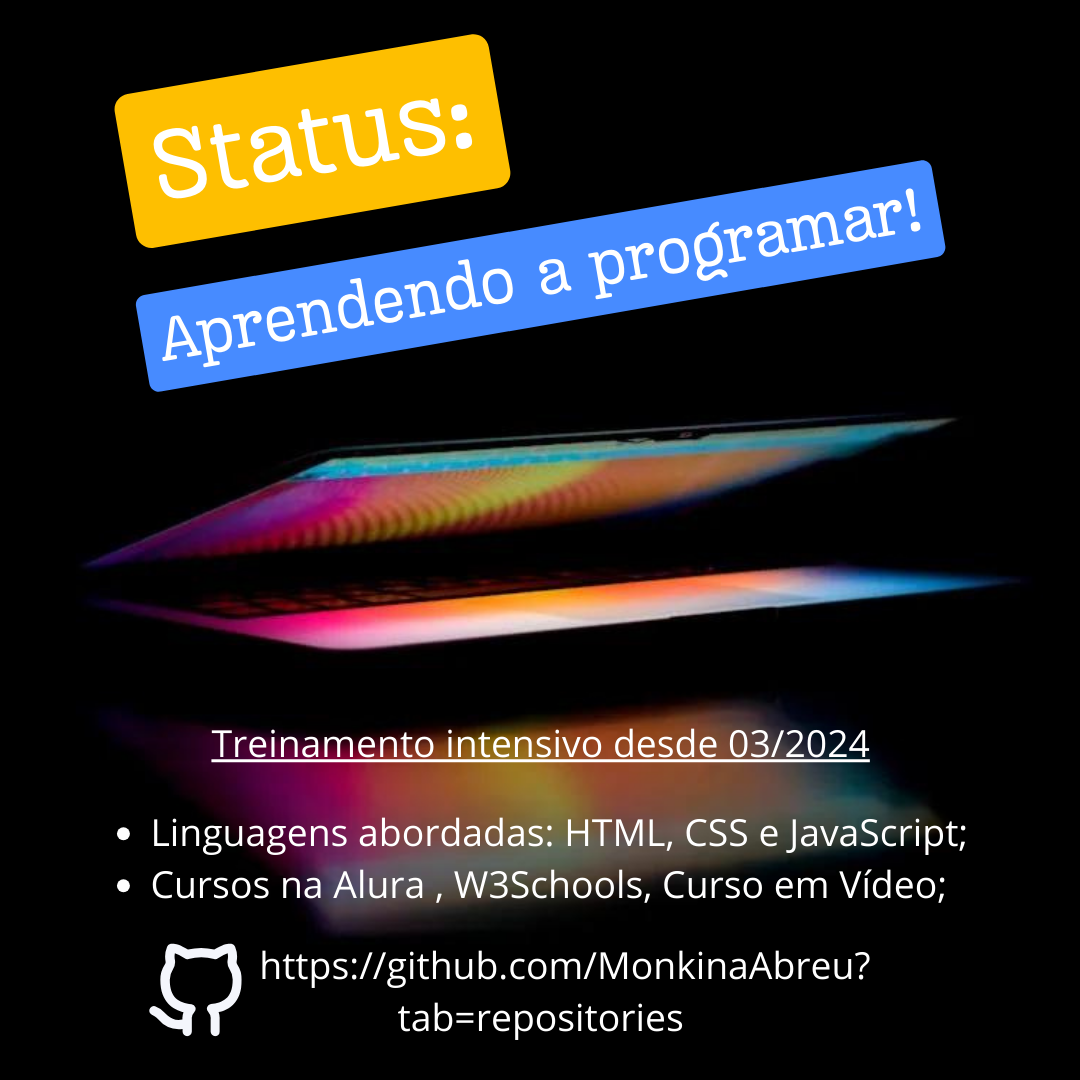 Status:
Aprendendo a programar!
Treinamento intensivo desde 03/2024
• Linguagens abordadas: HTML, CSS e JavaScript;
• Cursos na Alura , W3Schools, Curso em Vídeo;
https://github.com/MonkinaAbreu?
tab=repositories